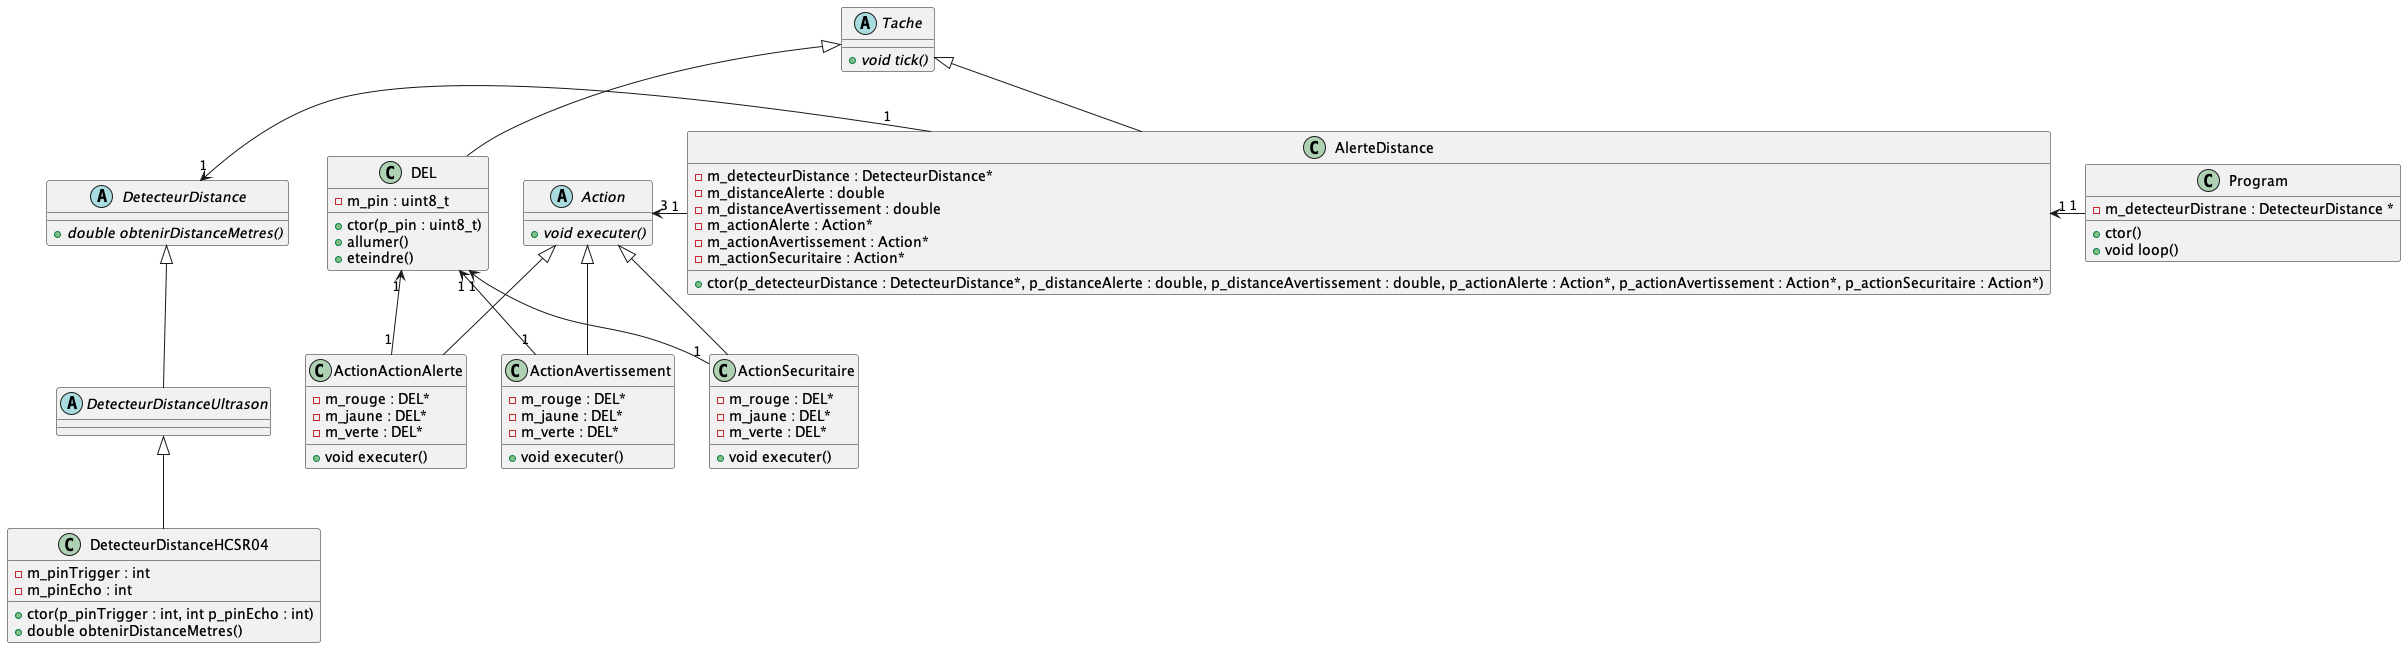 A Tache
void tick()
1
1
A DetecteurDistance
double obtenirDistanceMetres()
C DEL
m_pin : uint8_t
ctor(p_pin : uint8_t)
allumer()
eteindre()
A Action
void executer()
3 1
C AlerteDistance
m_detecteurDistance : DetecteurDistance*
m_distanceAlerte : double
m_distanceAvertissement : double
m_actionAlerte : Action*
m_actionAvertissement : Action*
m_actionSecuritaire : Action*
ctor(p_detecteurDistance : DetecteurDistance*, p_distanceAlerte : double, p_distanceAvertissement : double, p_actionAlerte : Action*, p_actionAvertissement : Action*, p_actionSecuritaire : Action*)
1 1
C Program
m_detecteurDistrane : DetecteurDistance *
ctor()
void loop()
1
1 1
1
1
1
A DetecteurDistanceUltrason
C ActionActionAlerte
m_rouge : DEL*
m_jaune : DEL*
m_verte : DEL*
void executer()
C ActionAvertissement
m_rouge : DEL*
m_jaune : DEL*
m_verte : DEL*
void executer()
C ActionSecuritaire
m_rouge : DEL*
m_jaune : DEL*
m_verte : DEL*
void executer()
C DetecteurDistanceHCSR04
m_pinTrigger : int
m_pinEcho : int
ctor(p_pinTrigger : int, int p_pinEcho : int)
double obtenirDistanceMetres()